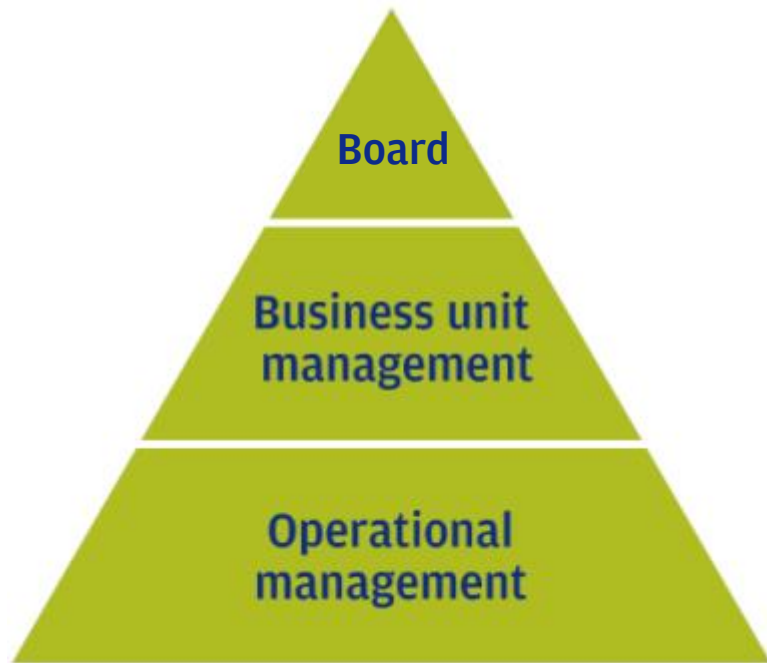 Board
Business unit
management
Operational
management